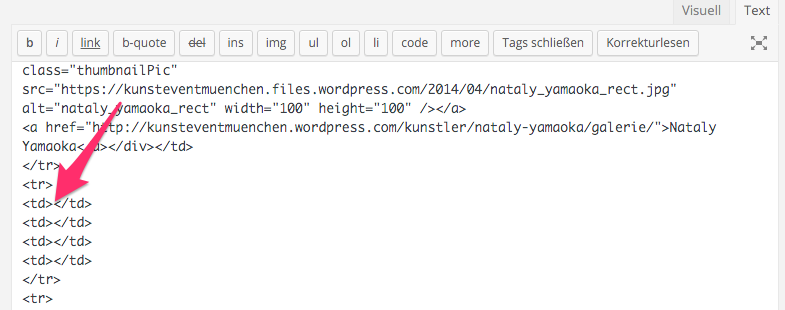 Visuell Text
b i link b-quote del ins img ul ol li code more Tags schließen Korrekturlesen
class="thumbnailPic"
src="https://kunsteventmuenchen.files.wordpress.com/2014/04/nataly_yamaoka_rect.jpg"
alt="nataly_yamaoka_rect" width="100" height="100" /></a>
<a href="http://kunsteventmuenchen.wordpress.com/kunstler/nataly-yamaoka/galerie/">Nataly
Yamaoka</a></div></td>
</tr>
<tr>
<td></td>
<td></td>
<td></td>
<td></td>
</tr>
<tr>